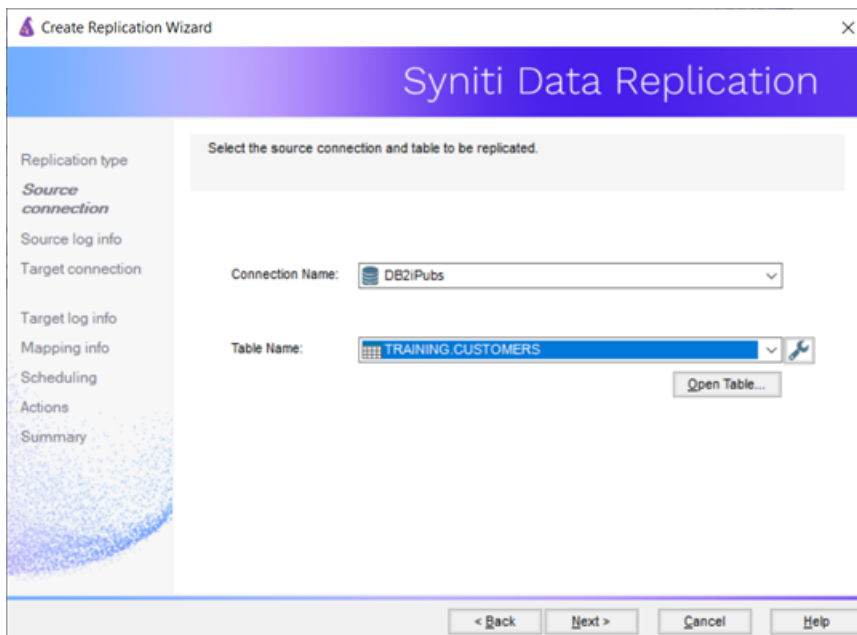 Create Replication Wizard
Syniti Data Replication
Replication type
Source
connection
Source log info
Target connection
Target log info
Mapping info
Scheduling
Actions
Summary
Select the source connection and table to be replicated.
Connection Name:
DB2iPubs
Table Name:
TRAINING.CUSTOMERS
Open Table...
< Back
Next >
Cancel
Help